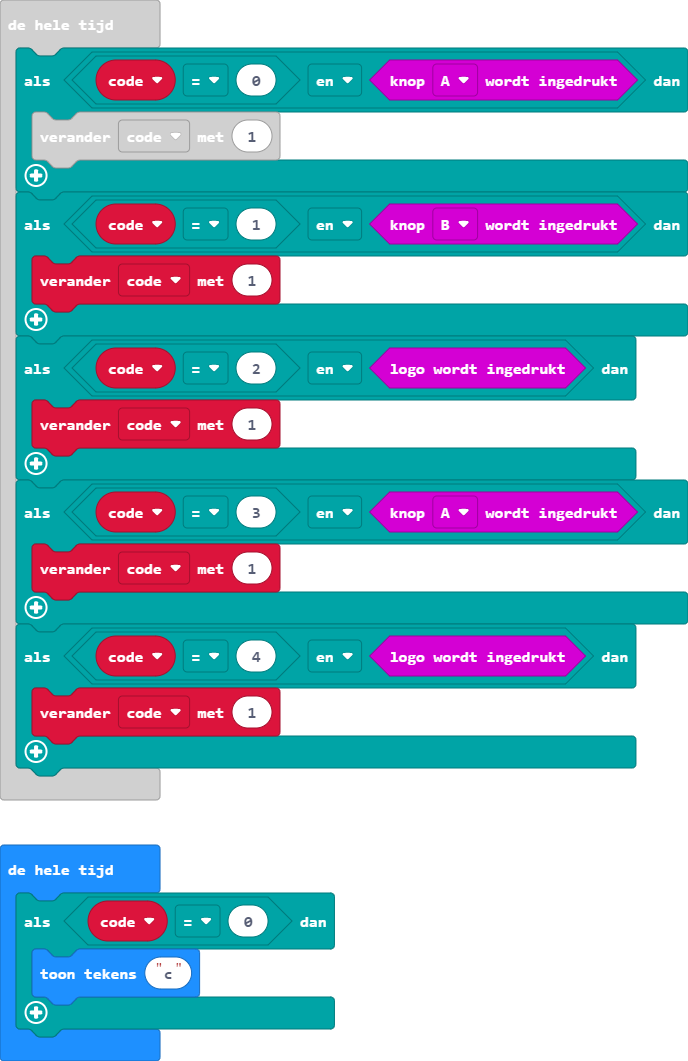 de hele tijd
als code = 0 en knop A wordt ingedrukt dan
verander code met 1
als code = 1 en knop B wordt ingedrukt dan
verander code met 1
als code = 2 en logo wordt ingedrukt dan
verander code met 1
als code = 3 en knop A wordt ingedrukt dan
verander code met 1
als code = 4 en logo wordt ingedrukt dan
verander code met 1
de hele tijd
als code = 0 dan
toon tekens "c"